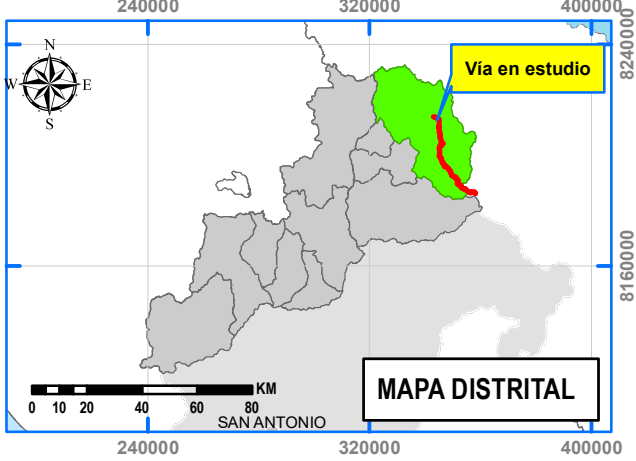 240000 320000 400000
8240000
N
W E
S
Vía en estudio
8160000
MAPA DISTRITAL
KM
0 10 20 40 60 80
SAN ANTONIO
240000 320000 400000